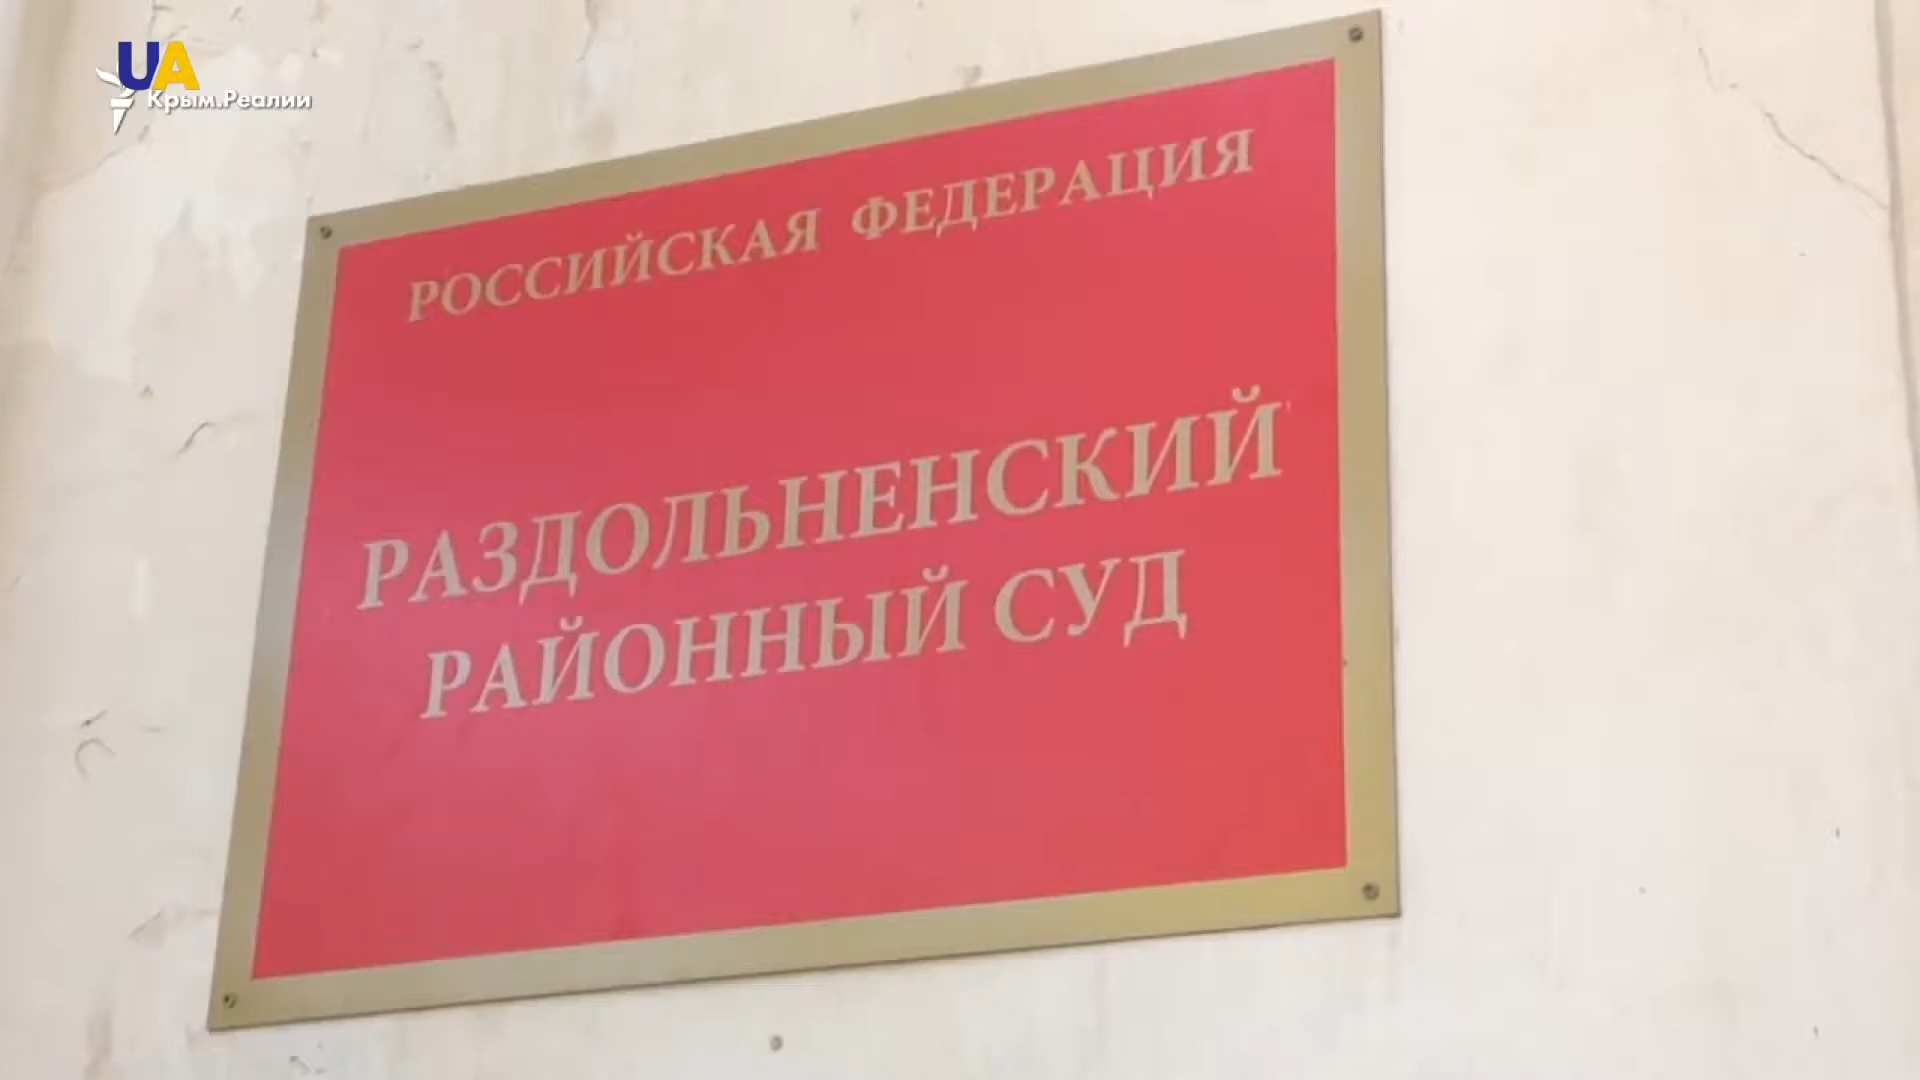 UA
Крым.Реалии
РОССИЙСКАЯ ФЕДЕРАЦИЯ
РАЗДОЛЬНЕНСКИЙ
РАЙОННЫЙ СУД